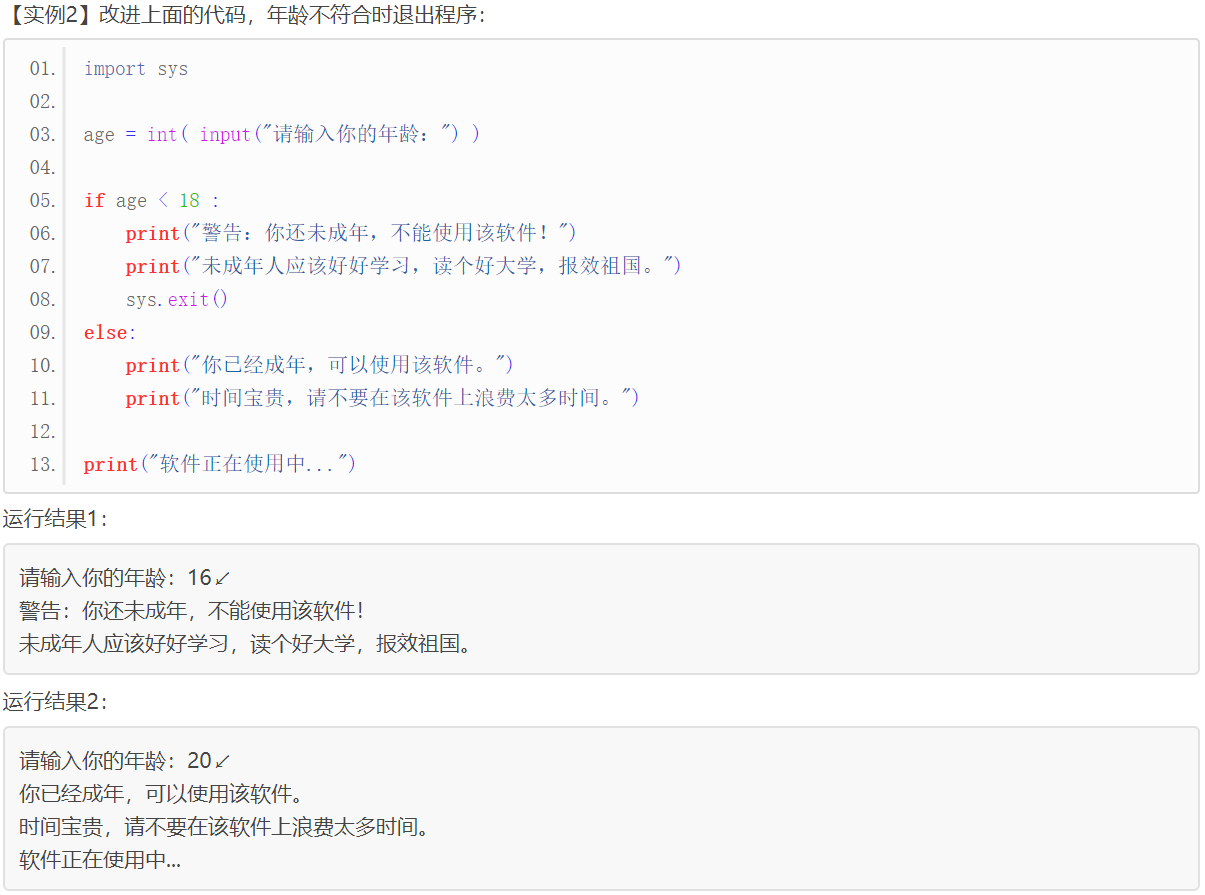 【实例2】改进上面的代码，年龄不符合时退出程序：
01. import sys
02.
03. age = int( input("请输入你的年龄：") )
04.
05. if age < 18 :
06.     print("警告：你还未成年，不能使用该软件！")
07.     print("未成年人应该好好学习，读个好大学，报效祖国。")
08.     sys.exit()
09. else:
10.     print("你已经成年，可以使用该软件。")
11.     print("时间宝贵，请不要在该软件上浪费太多时间。")
12.
13. print("软件正在使用中...")
运行结果1：
请输入你的年龄：16↙
警告：你还未成年，不能使用该软件！
未成年人应该好好学习，读个好大学，报效祖国。
运行结果2：
请输入你的年龄：20↙
你已经成年，可以使用该软件。
时间宝贵，请不要在该软件上浪费太多时间。
软件正在使用中...